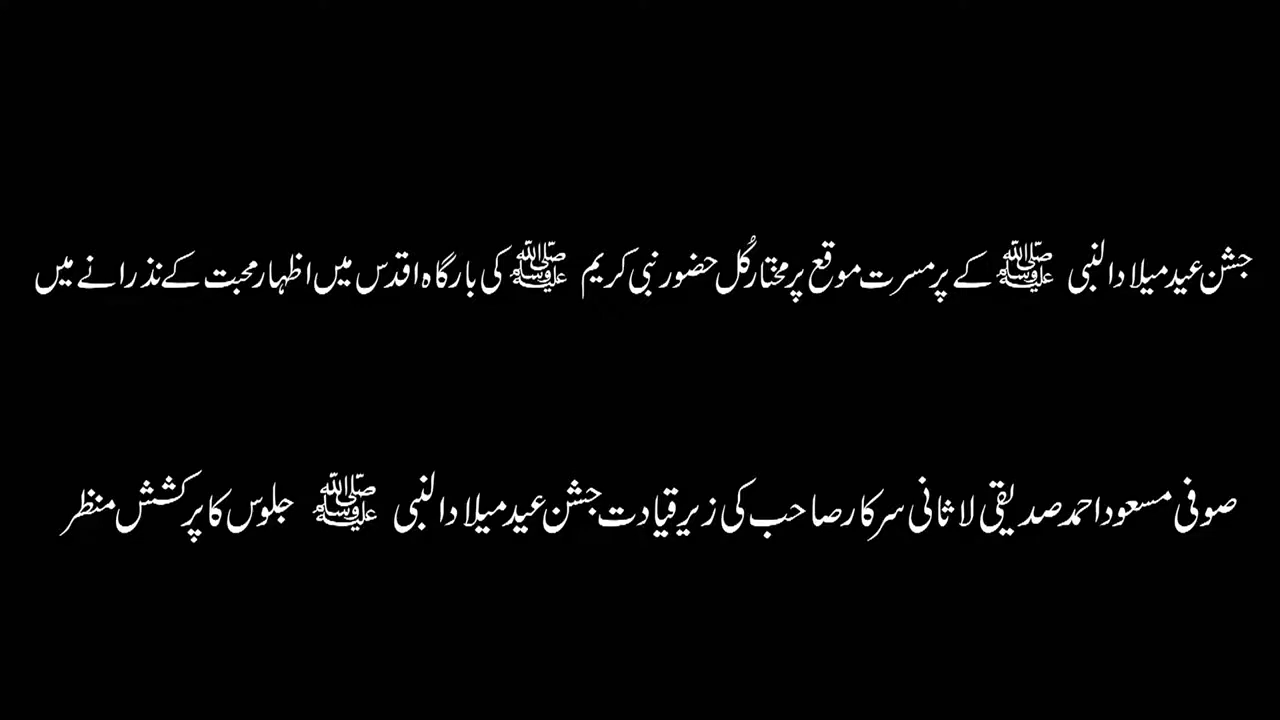 جشن عید میلاد النبی ﷺ کے پر مسرت موقع پر مختار کُل حضور نبی کریم ﷺ کی بارگاہ اقدس میں اظہار محبت کے نذرانے میں
صوفی مسعود احمد صدیقی لاثانی سرکار صاحب کی زیر قیادت جشن عید میلاد النبی ﷺ جلوس کا پرکشش منظر